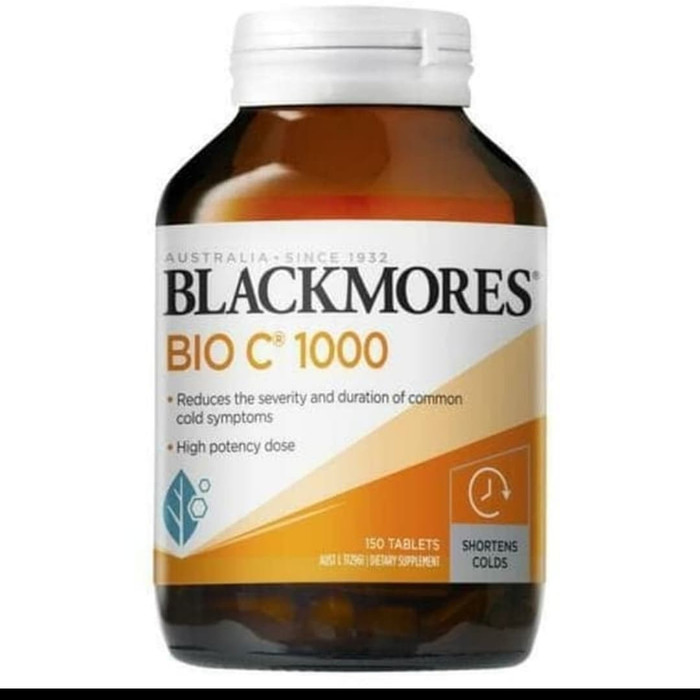 AUSTRALIA • SINCE 1932
BLACKMORES®
BIO C® 1000
• Reduces the severity and duration of common
cold symptoms
• High potency dose
150 TABLETS
SHORTENS
COLDS
AUST L | DIETARY SUPPLEMENT